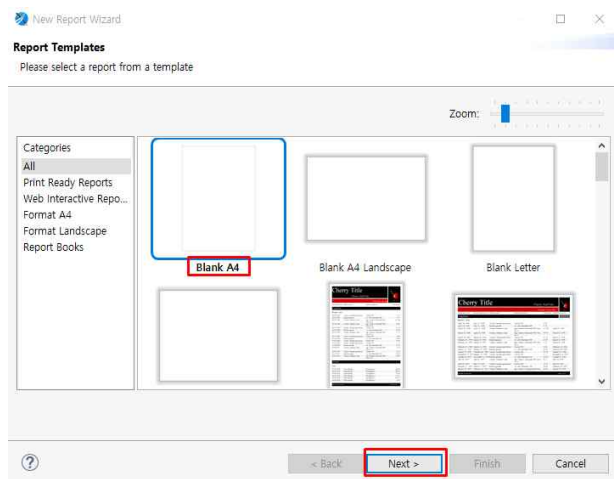 New Report Wizard
Report Templates
Please select a report from a template
Zoom:
Categories
All
Print Ready Reports
Web Interactive Repo...
Format A4
Format Landscape
Report Books
Blank A4
Blank A4 Landscape
Blank Letter
Cherry Title
Cherry Title
< Back
Next >
Finish
Cancel